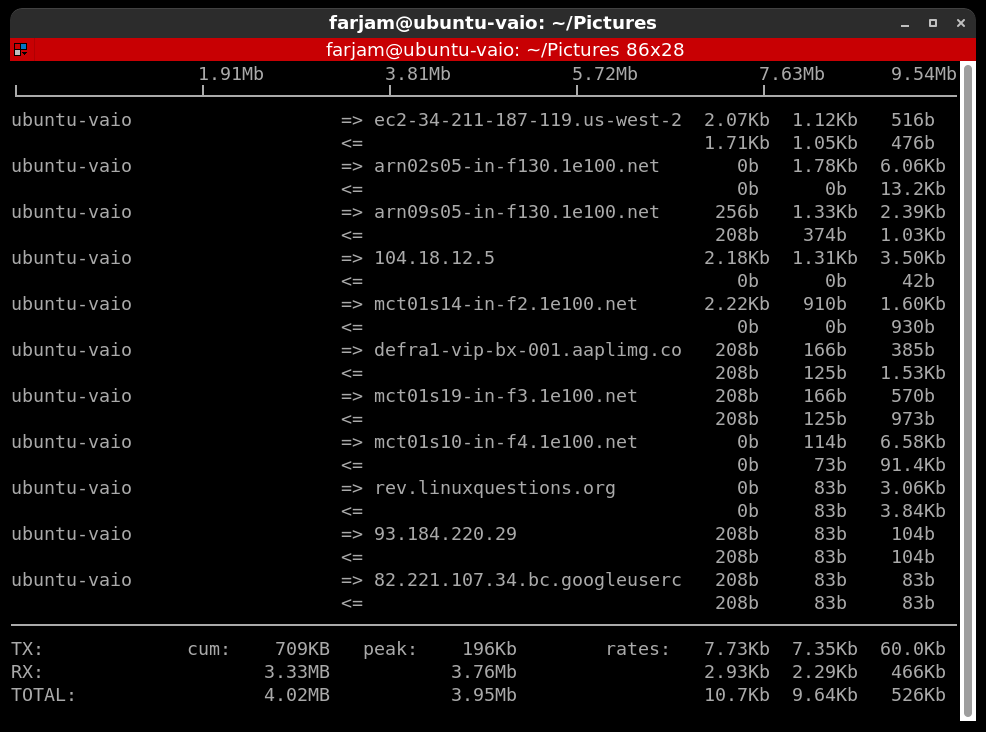 farjam@ubuntu-vaio: ~/Pictures
farjam@ubuntu-vaio: ~/Pictures 86x28
1.91Mb 3.81Mb 5.72Mb 7.63Mb 9.54Mb
ubuntu-vaio => ec2-34-211-187-119.us-west-2 2.07Kb 1.12Kb 516b
<= 1.71Kb 1.05Kb 476b
ubuntu-vaio => arn02s05-in-f130.1e100.net 0b 1.78Kb 6.06Kb
<= 0b 0b 13.2Kb
ubuntu-vaio => arn09s05-in-f130.1e100.net 256b 1.33Kb 2.39Kb
<= 208b 374b 1.03Kb
ubuntu-vaio => 104.18.12.5 2.18Kb 1.31Kb 3.50Kb
<= 0b 0b 42b
ubuntu-vaio => mct01s14-in-f2.1e100.net 2.22Kb 910b 1.60Kb
<= 0b 0b 930b
ubuntu-vaio => defra1-vip-bx-001.aaplimg.co 208b 166b 385b
<= 208b 125b 1.53Kb
ubuntu-vaio => mct01s19-in-f3.1e100.net 208b 166b 570b
<= 208b 125b 973b
ubuntu-vaio => mct01s10-in-f4.1e100.net 0b 114b 6.58Kb
<= 0b 73b 91.4Kb
ubuntu-vaio => rev.linuxquestions.org 0b 83b 3.06Kb
<= 0b 83b 3.84Kb
ubuntu-vaio => 93.184.220.29 208b 83b 104b
<= 208b 83b 104b
ubuntu-vaio => 82.221.107.34.bc.googleuserc 208b 83b 83b
<= 208b 83b 83b
TX: cum: 709KB peak: 196Kb rates: 7.73Kb 7.35Kb 60.0Kb
RX: 3.33MB 3.76Mb 2.93Kb 2.29Kb 466Kb
TOTAL: 4.02MB 3.95Mb 10.7Kb 9.64Kb 526Kb